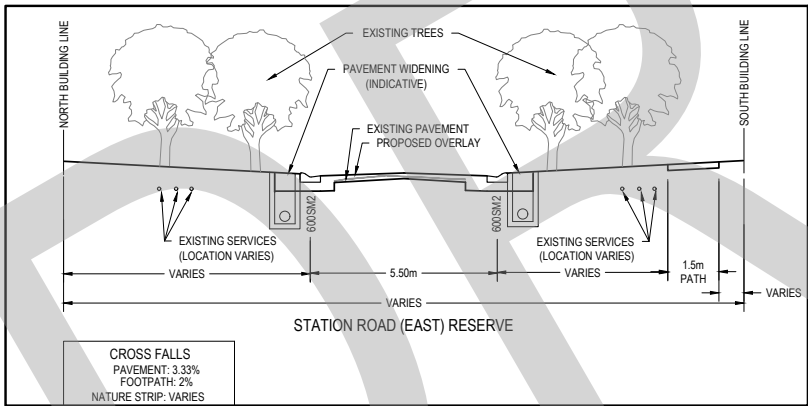 NORTH BUILDING LINE
EXISTING TREES
SOUTH BUILDING LINE
PAVEMENT WIDENING
(INDICATIVE)
EXISTING PAVEMENT
PROPOSED OVERLAY
600SM2
600SM2
EXISTING SERVICES
(LOCATION VARIES)
EXISTING SERVICES
(LOCATION VARIES)
VARIES
5.50m
VARIES
1.5m
PATH
VARIES
VARIES
STATION ROAD (EAST) RESERVE
CROSS FALLS
PAVEMENT: 3.33%
FOOTPATH: 2%
NATURE STRIP: VARIES